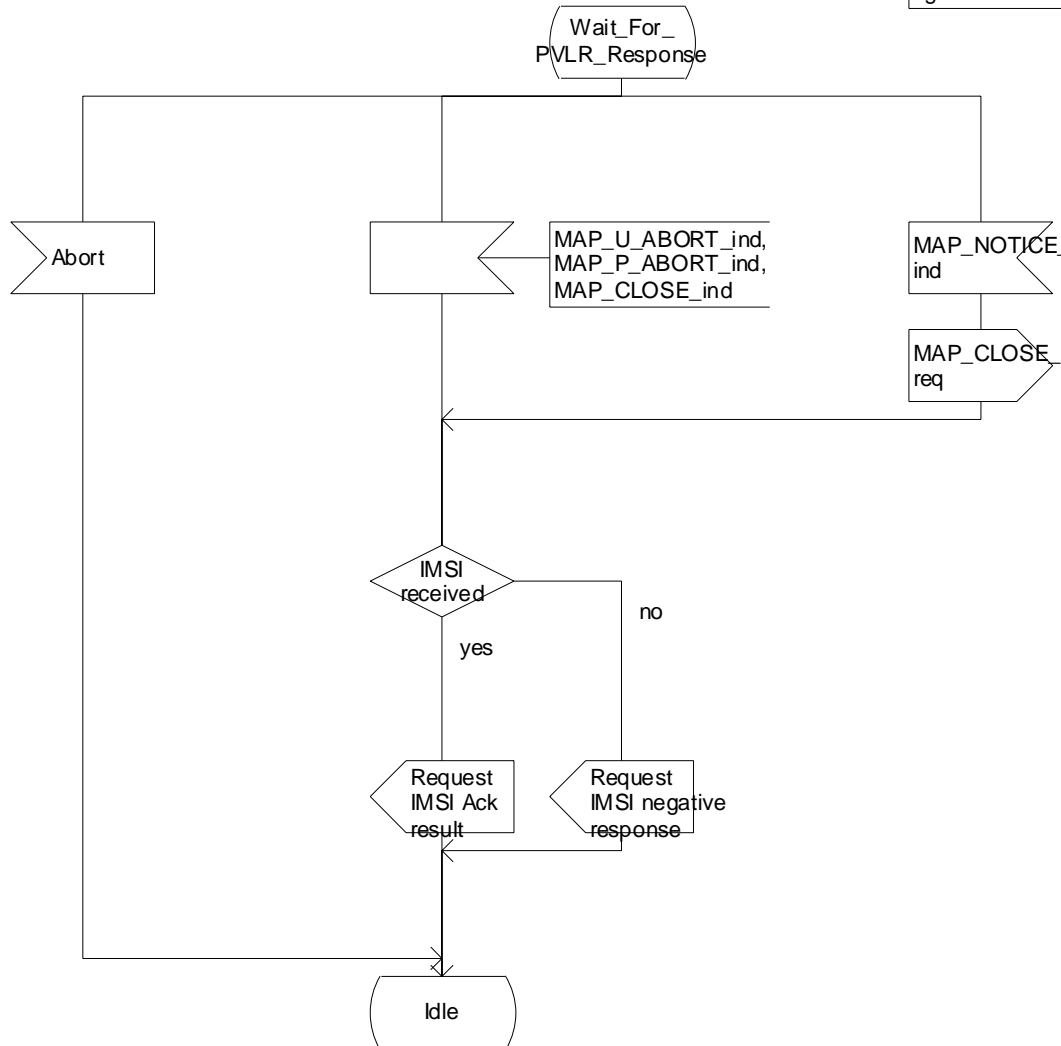 Wait_For_
PVLR_Response
Abort
MAP_U_ABORT_ind,
MAP_P_ABORT_ind,
MAP_CLOSE_ind
MAP_NOTICE_
ind
MAP_CLOSE_
req
IMSI
received
no
yes
Request
IMSI Ack
result
Request
IMSI negative
response
Idle